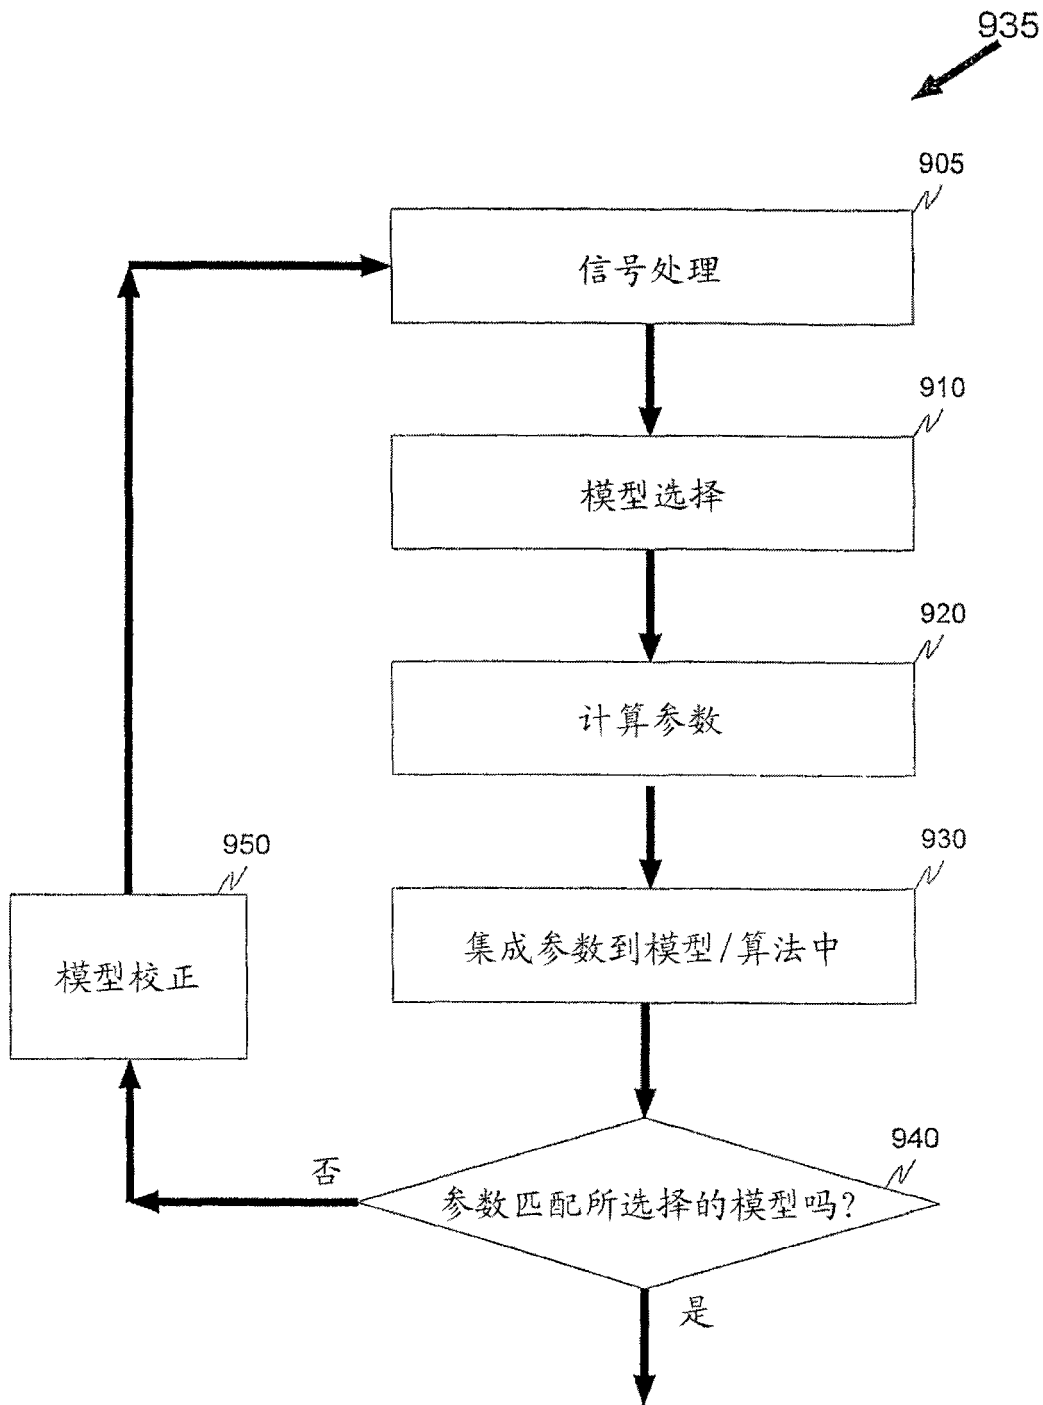 935
905
信号处理
910
模型选择
920
计算参数
930
集成参数到模型/算法中
950
模型校正
940
参数匹配所选择的模型吗?
否
是